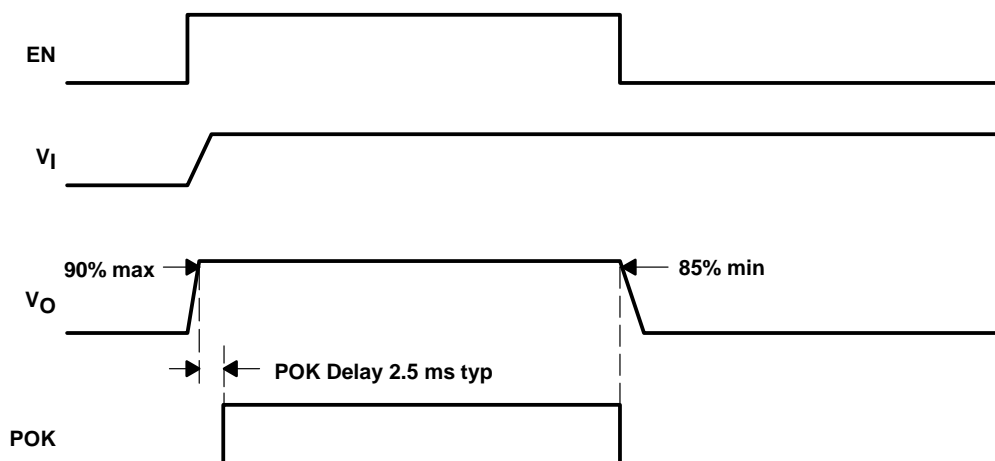 EN
VI
90% max
85% min
VO
POK Delay 2.5 ms typ
POK